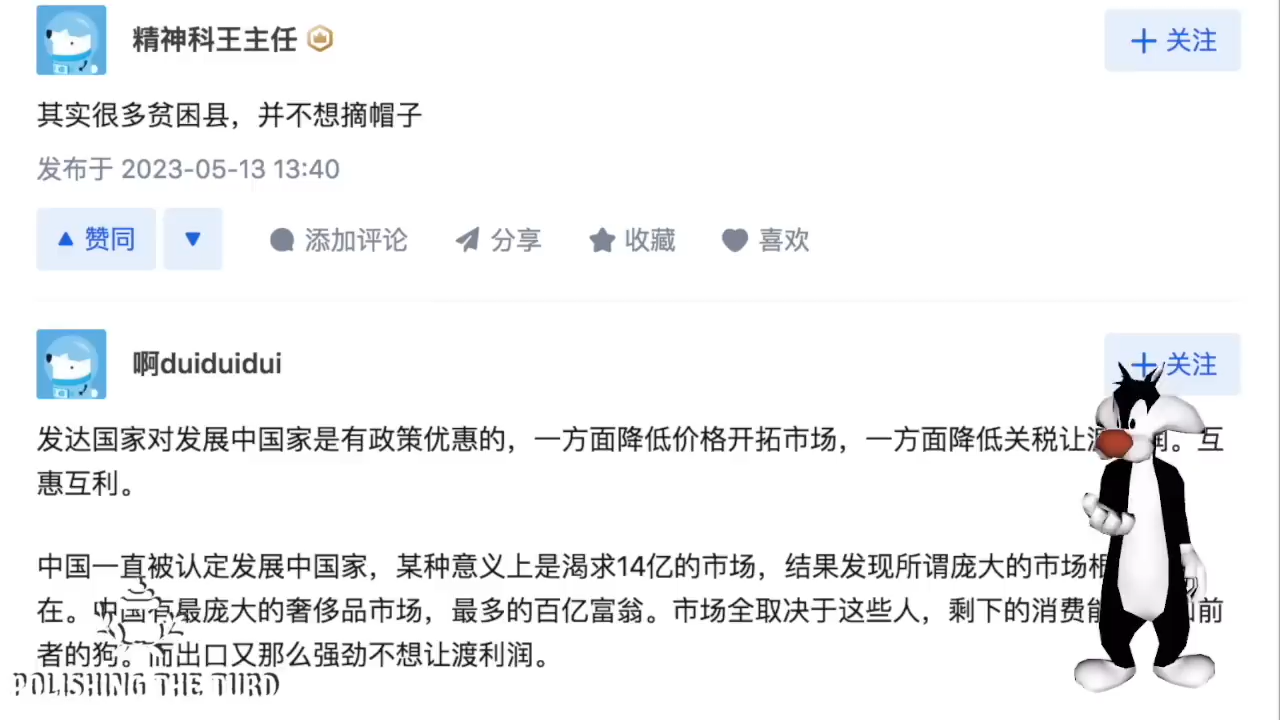 精神科王主任
+ 关注
其实很多贫困县，并不想摘帽子
发布于 2023-05-13 13:40
赞同
添加评论 分享 收藏 喜欢
啊duiduidui
+ 关注
发达国家对发展中国家是有政策优惠的，一方面降低价格开拓市场，一方面降低关税让 润。互
惠互利。
中国一直被认定发展中国家，某种意义上是渴求14亿的市场，结果发现所谓庞大的市场
在。中国有最庞大的奢侈品市场，最多的百亿富翁。市场全取决于这些人，剩下的消费 前
者的狗。而出口又那么强劲不想让渡利润。
POLISHING THE TURD